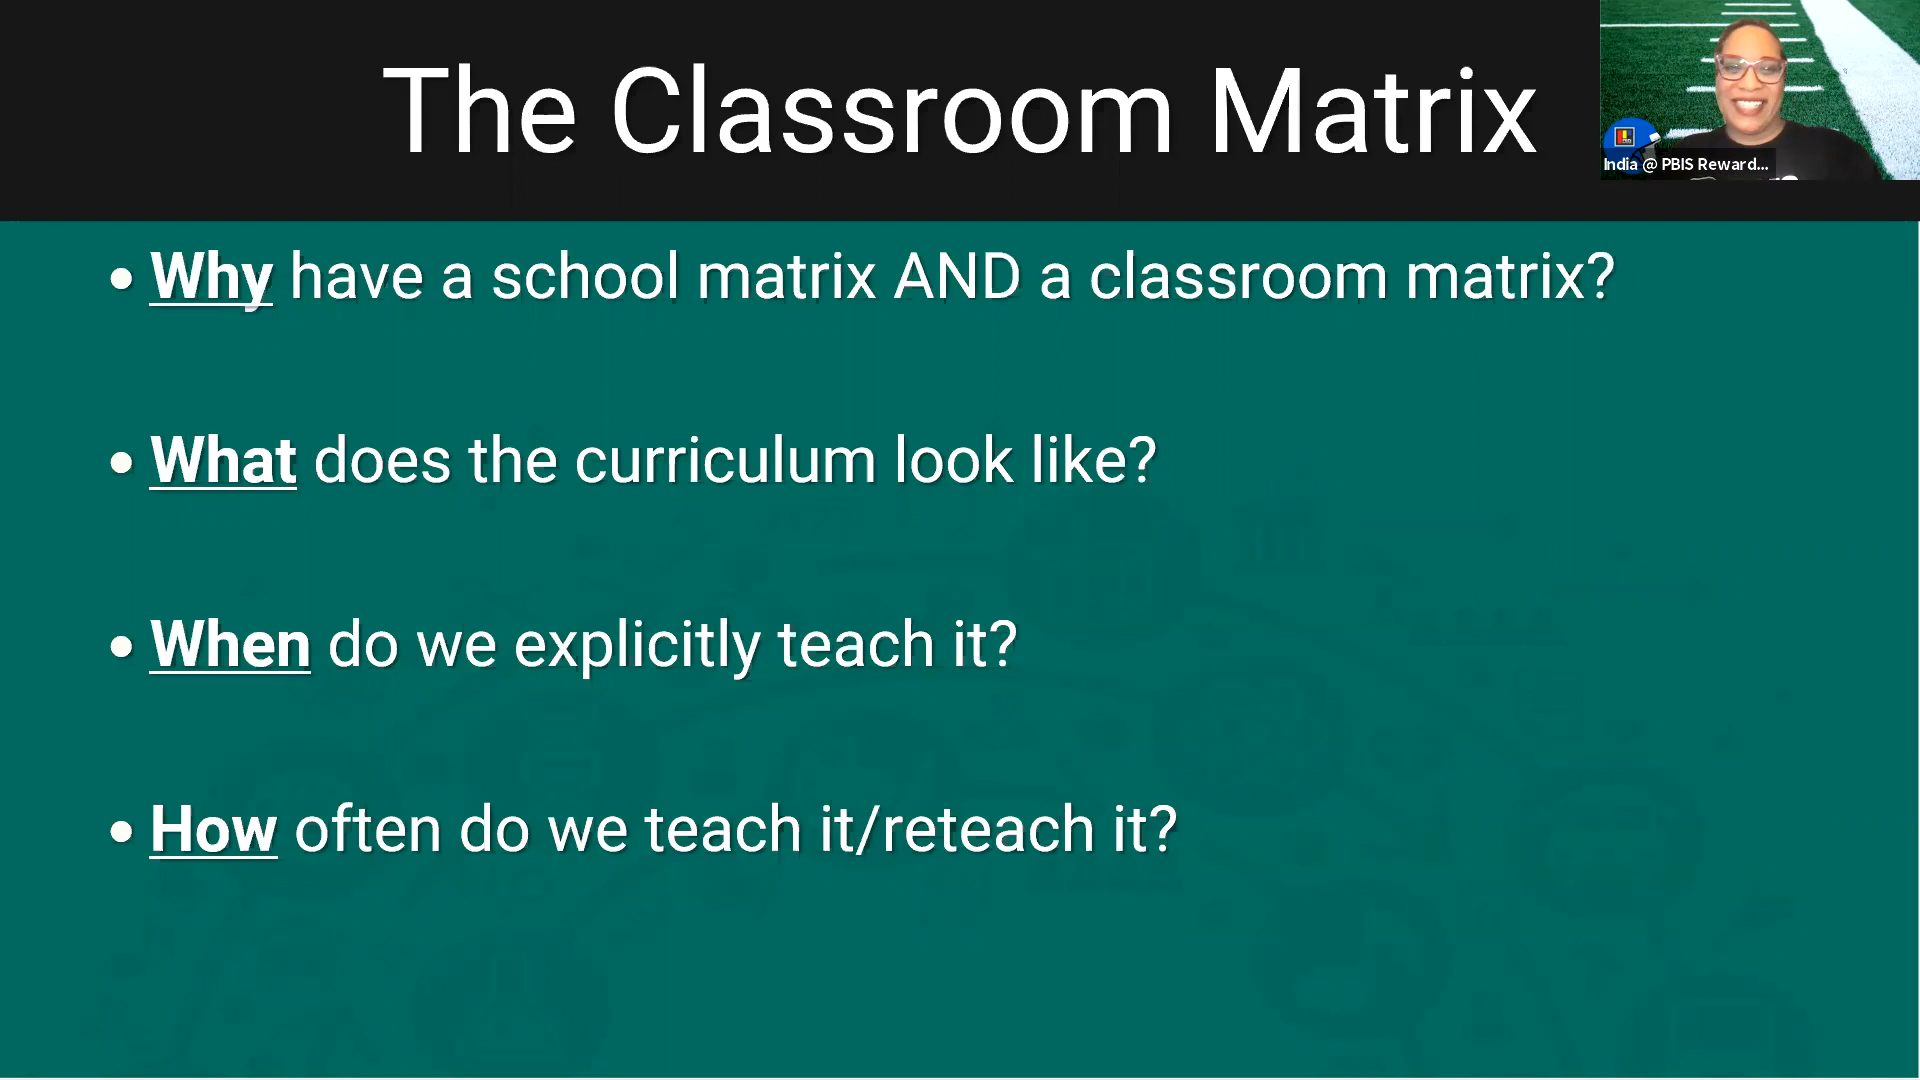 The Classroom Matrix
India @ PBIS Reward...
• Why have a school matrix AND a classroom matrix?
• What does the curriculum look like?
• When do we explicitly teach it?
• How often do we teach it/reteach it?